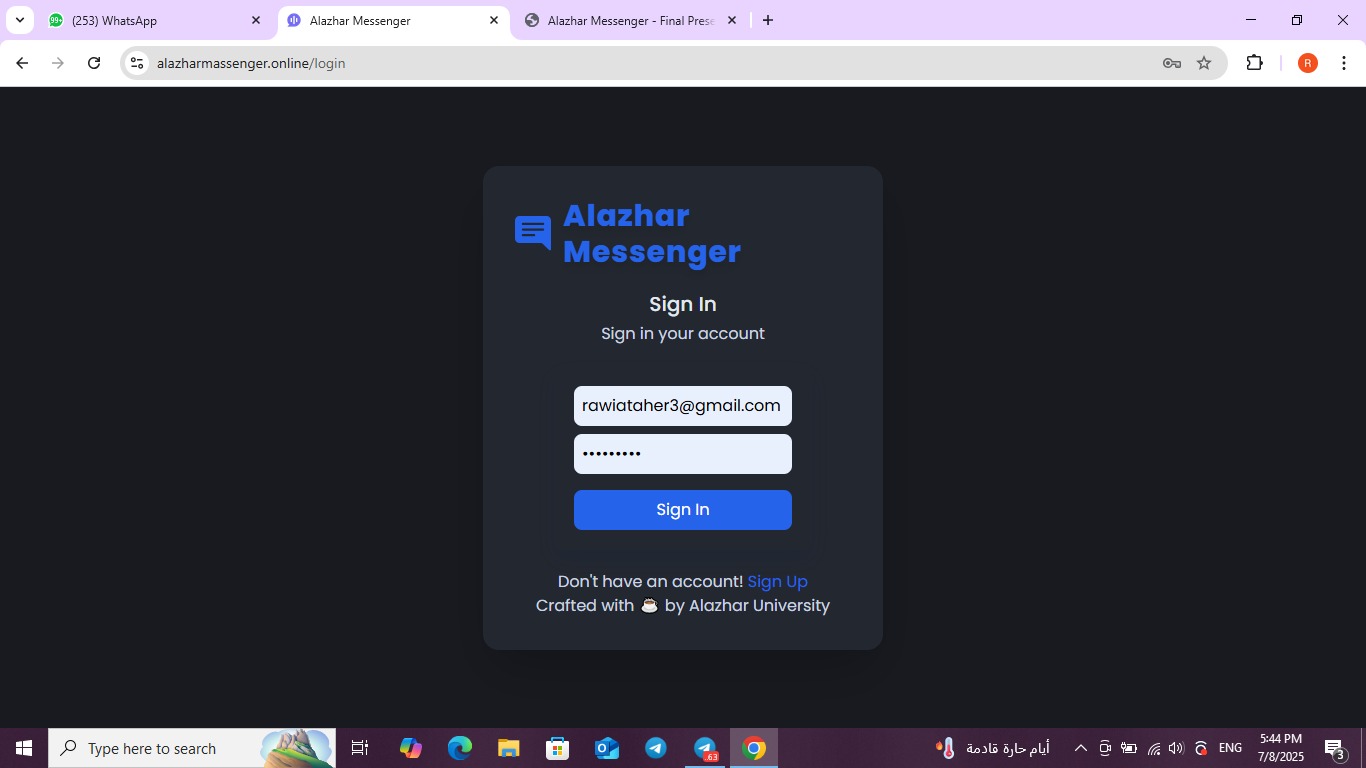 (253) WhatsApp
Alazhar Messenger
Alazhar Messenger - Final Prese
alazharmassenger.online/login
R
99+
Alazhar
Messenger
Sign In
Sign in your account
rawiataher3@gmail.com
•••••••••
Sign In
Don't have an account! Sign Up
Crafted with ☕ by Alazhar University
Type here to search
.63
أيام حارة قادمة
ENG
5:44 PM
7/8/2025
3